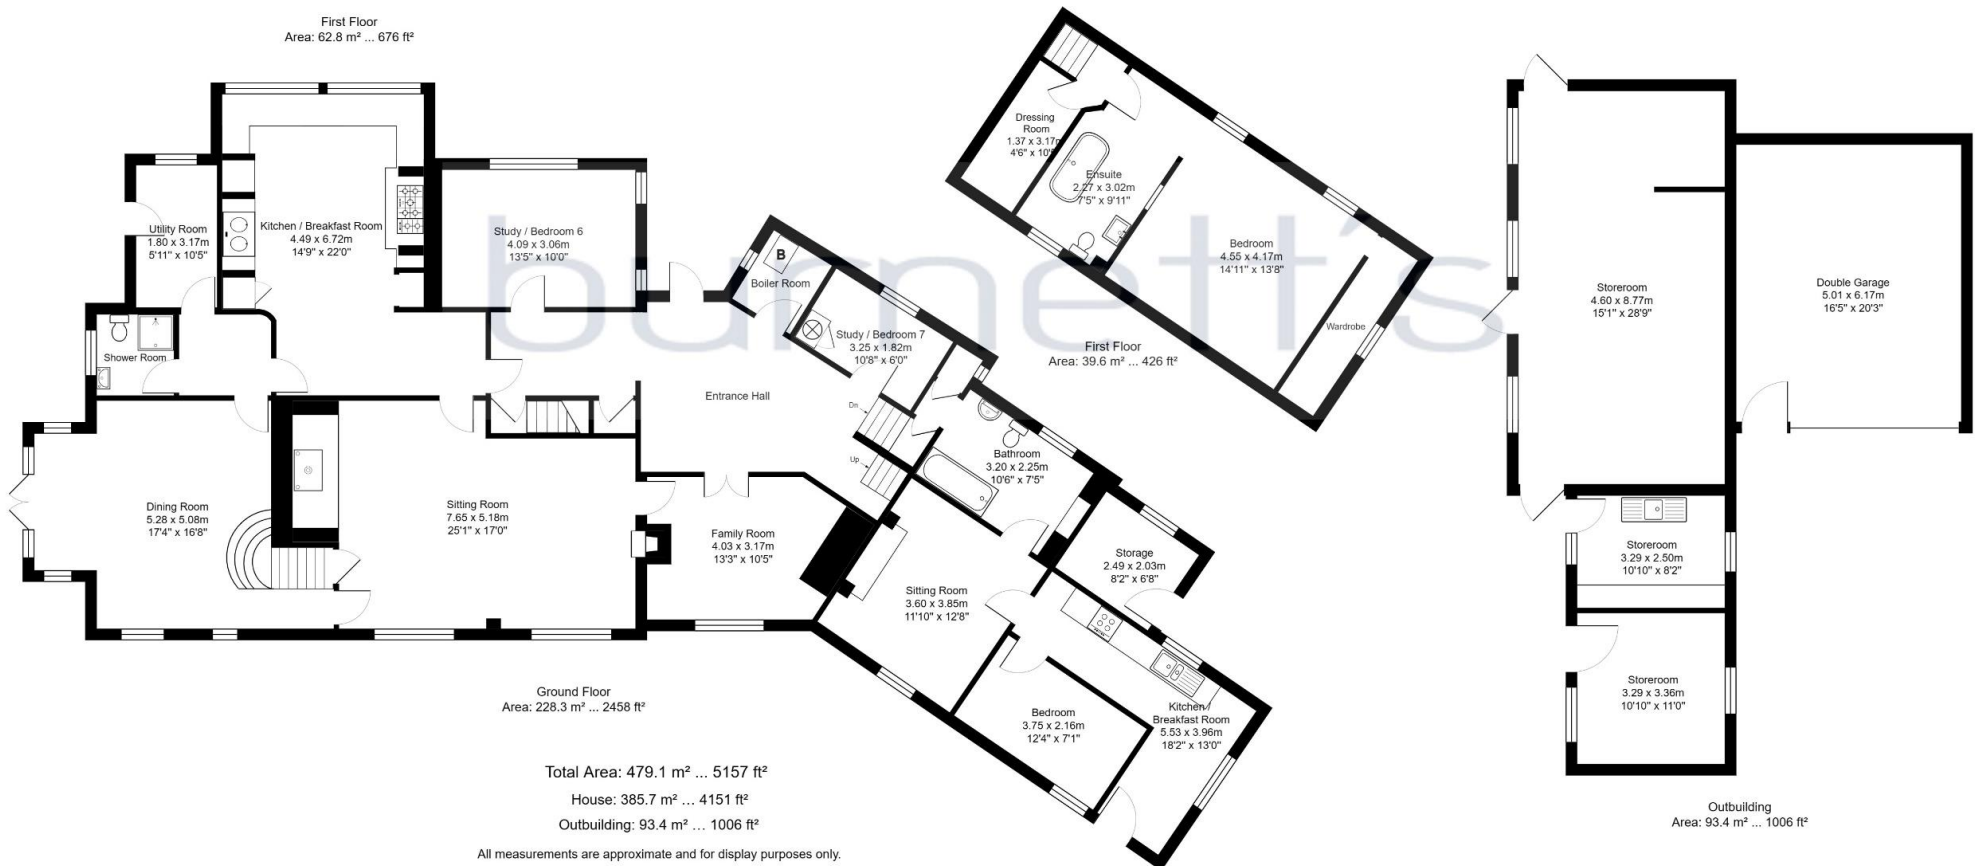 First Floor
Area: 62.8 m² ... 676 ft²
Utility Room
1.80 x 3.17m
5'11" x 10'5"
Kitchen / Breakfast Room
4.49 x 6.72m
14'9" x 22'0"
Study / Bedroom 6
4.09 x 3.06m
13'5" x 10'0"
B
Boiler Room
Study / Bedroom 7
3.25 x 1.82m
10'8" x 6'0"
Shower Room
Entrance Hall
Dn
Up
Dining Room
5.28 x 5.08m
17'4" x 16'8"
Sitting Room
7.65 x 5.18m
25'1" x 17'0"
Family Room
4.03 x 3.17m
13'3" x 10'5"
Bathroom
3.20 x 2.25m
10'6" x 7'5"
Storage
2.49 x 2.03m
8'2" x 6'8"
Sitting Room
3.60 x 3.85m
11'10" x 12'8"
Bedroom
3.75 x 2.16m
12'4" x 7'1"
Kitchen /
Breakfast Room
5.53 x 3.96m
18'2" x 13'0"
Ground Floor
Area: 228.3 m² ... 2458 ft²
Dressing
Room
1.37 x 3.17m
4'6" x 10'5"
Ensuite
2.27 x 3.02m
7'5" x 9'11"
Bedroom
4.55 x 4.17m
14'11" x 13'8"
Wardrobe
First Floor
Area: 39.6 m² ... 426 ft²
Storeroom
4.60 x 8.77m
15'1" x 28'9"
Double Garage
5.01 x 6.17m
16'5" x 20'3"
Storeroom
3.29 x 2.50m
10'10" x 8'2"
Storeroom
3.29 x 3.36m
10'10" x 11'0"
Outbuilding
Area: 93.4 m² ... 1006 ft²
Total Area: 479.1 m² ... 5157 ft²
House: 385.7 m² ... 4151 ft²
Outbuilding: 93.4 m² ... 1006 ft²
All measurements are approximate and for display purposes only.
burnett's